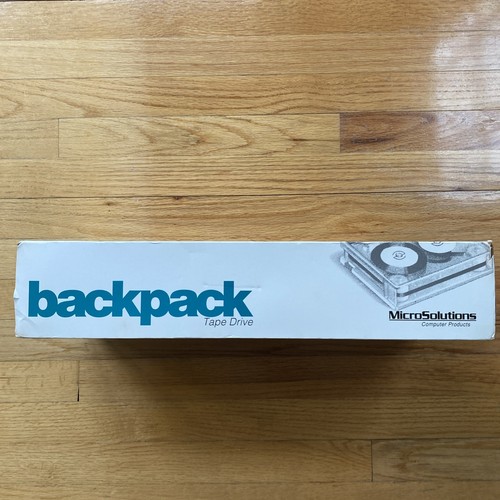 backpack
Tape Drive
MicroSolutions
Computer Products